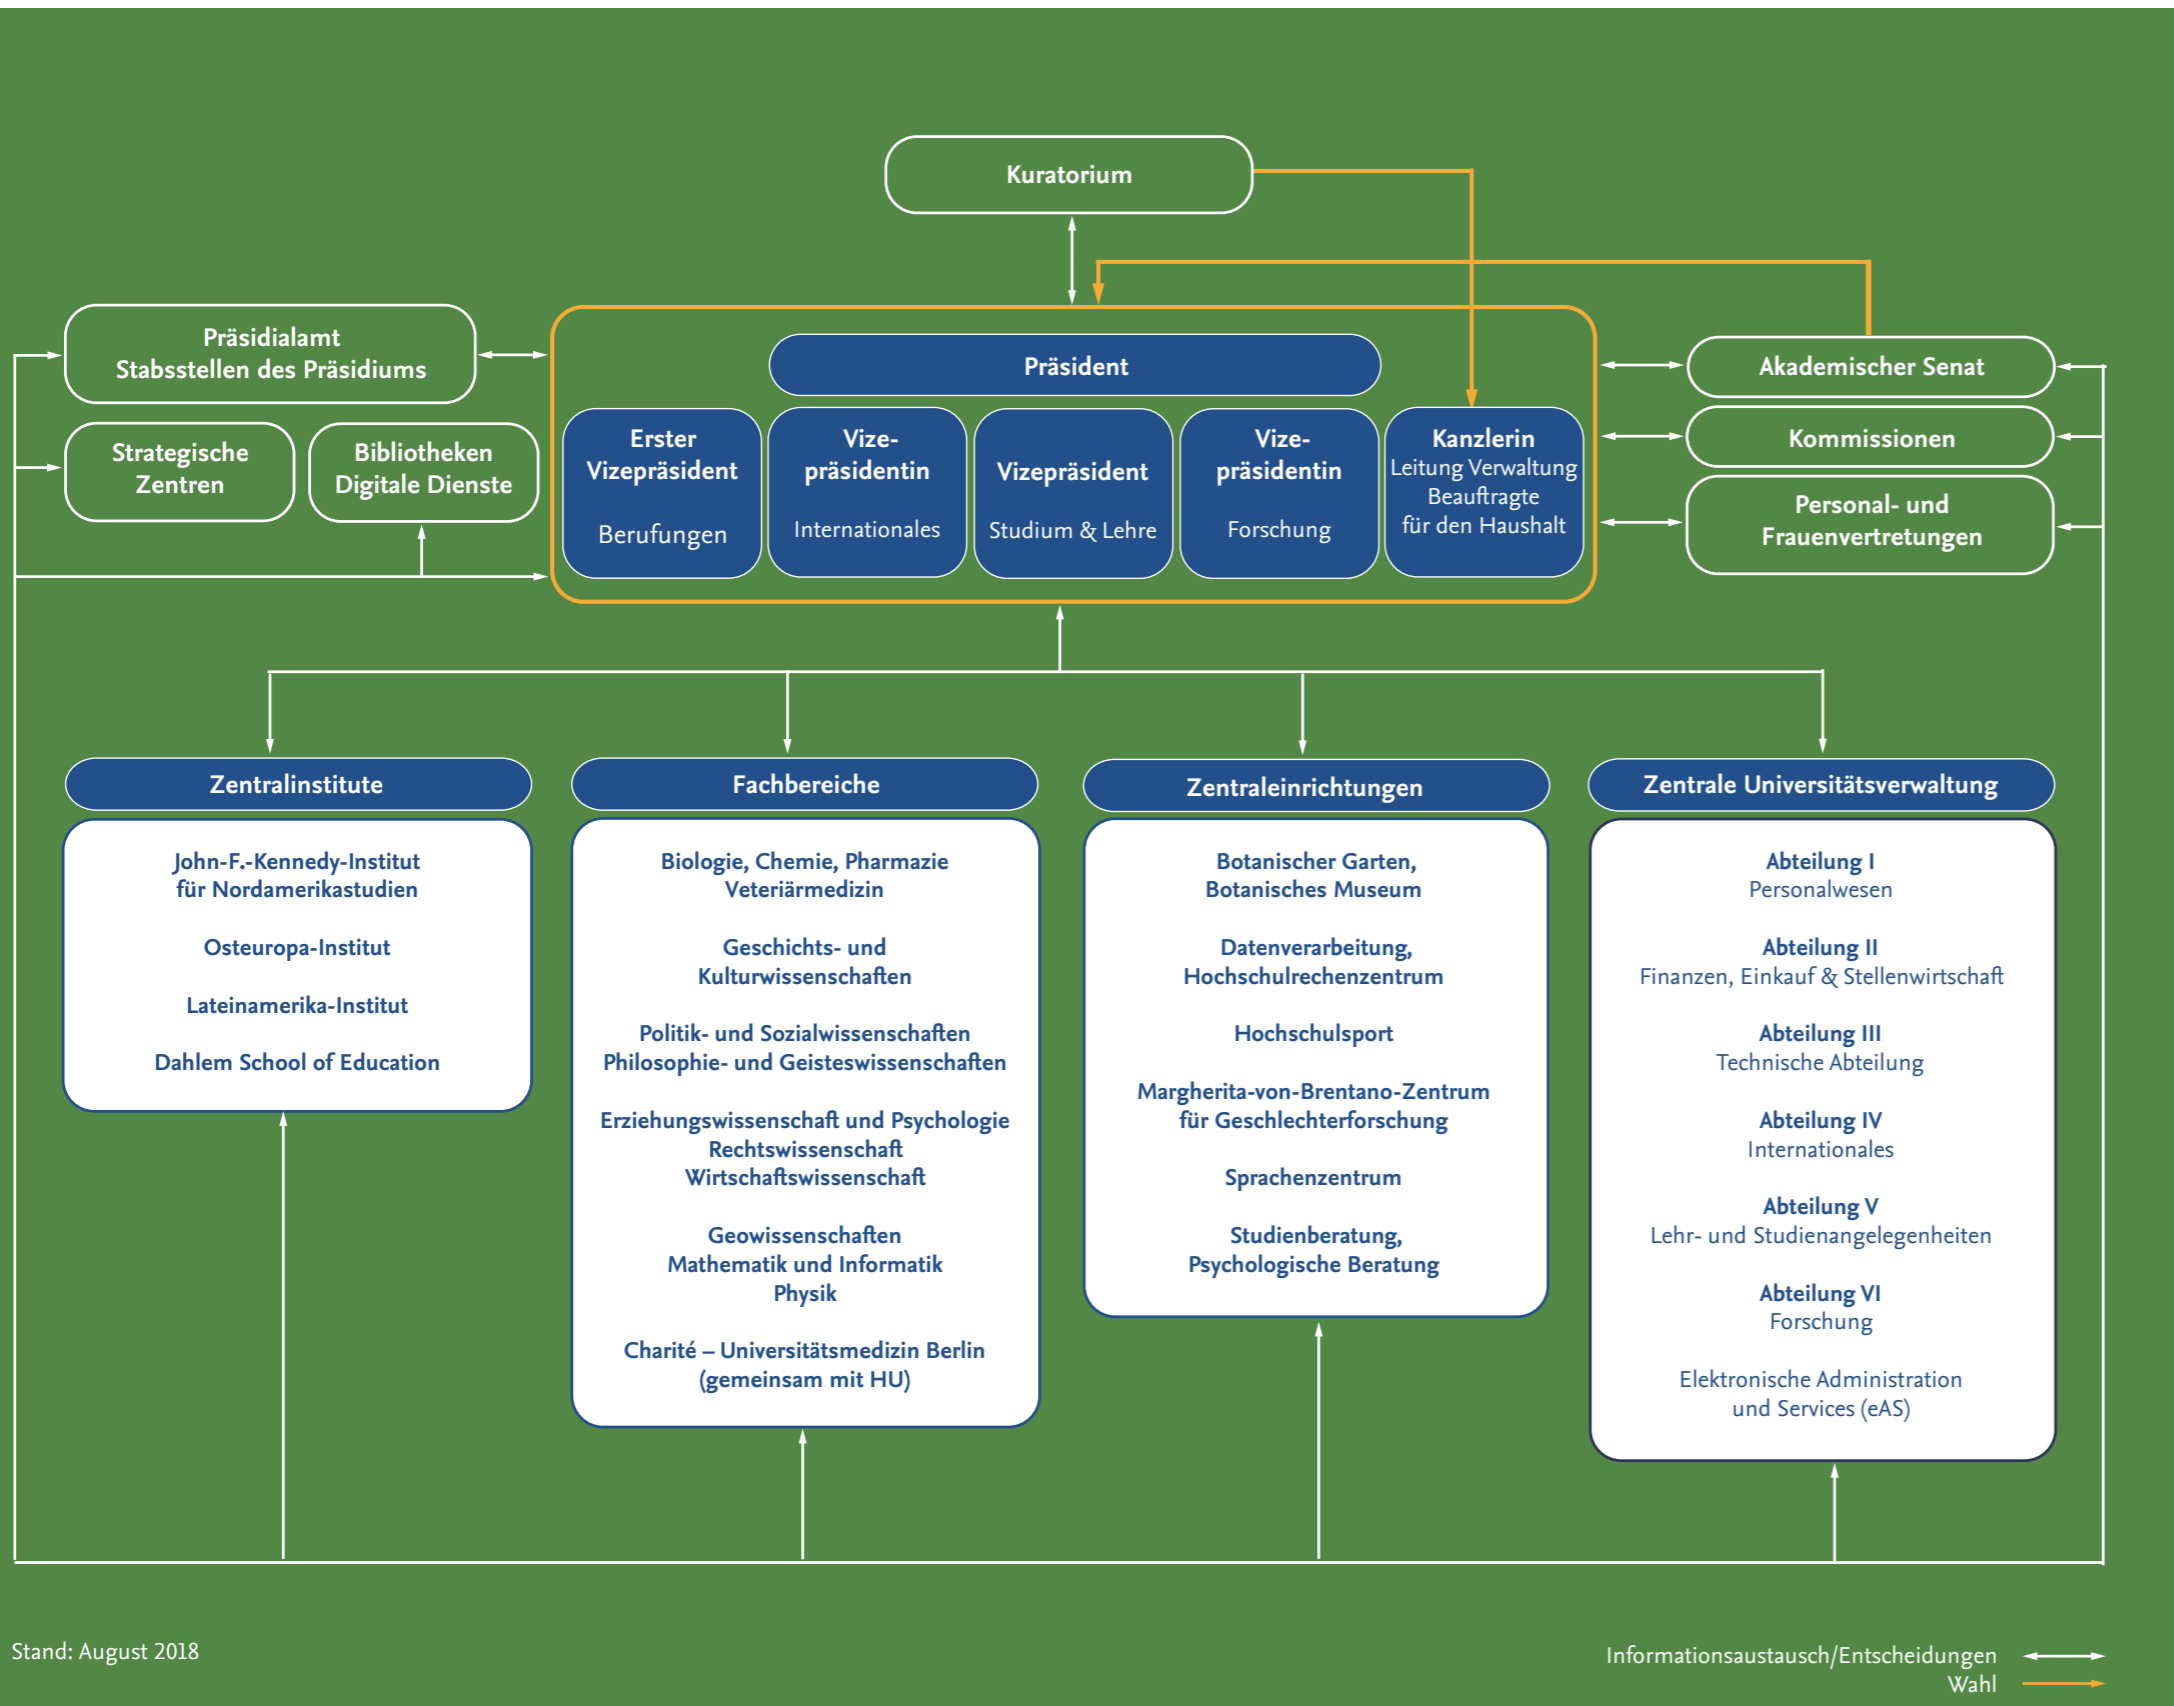 Kuratorium
Präsidialamt
Stabsstellen des Präsidiums
Strategische
Zentren
Bibliotheken
Digitale Dienste
Präsident
Erster
Vizepräsident
Berufungen
Vize-
präsidentin
Internationales
Vizepräsident
Studium & Lehre
Vize-
präsidentin
Forschung
Kanzlerin
Leitung Verwaltung
Beauftragte
für den Haushalt
Akademischer Senat
Kommissionen
Personal- und
Frauenvertretungen
Zentralinstitute
John-F.-Kennedy-Institut
für Nordamerikastudien
Osteuropa-Institut
Lateinamerika-Institut
Dahlem School of Education
Fachbereiche
Biologie, Chemie, Pharmazie
Veteriärmedizin
Geschichts- und
Kulturwissenschaften
Politik- und Sozialwissenschaften
Philosophie- und Geisteswissenschaften
Erziehungswissenschaft und Psychologie
Rechtswissenschaft
Wirtschaftswissenschaft
Geowissenschaften
Mathematik und Informatik
Physik
Charité – Universitätsmedizin Berlin
(gemeinsam mit HU)
Zentraleinrichtungen
Botanischer Garten,
Botanisches Museum
Datenverarbeitung,
Hochschulrechenzentrum
Hochschulsport
Margherita-von-Brentano-Zentrum
für Geschlechterforschung
Sprachenzentrum
Studienberatung,
Psychologische Beratung
Zentrale Universitätsverwaltung
Abteilung I
Personalwesen
Abteilung II
Finanzen, Einkauf & Stellenwirtschaft
Abteilung III
Technische Abteilung
Abteilung IV
Internationales
Abteilung V
Lehr- und Studienangelegenheiten
Abteilung VI
Forschung
Elektronische Administration
und Services (eAS)
Stand: August 2018
Informationsaustausch/Entscheidungen
Wahl